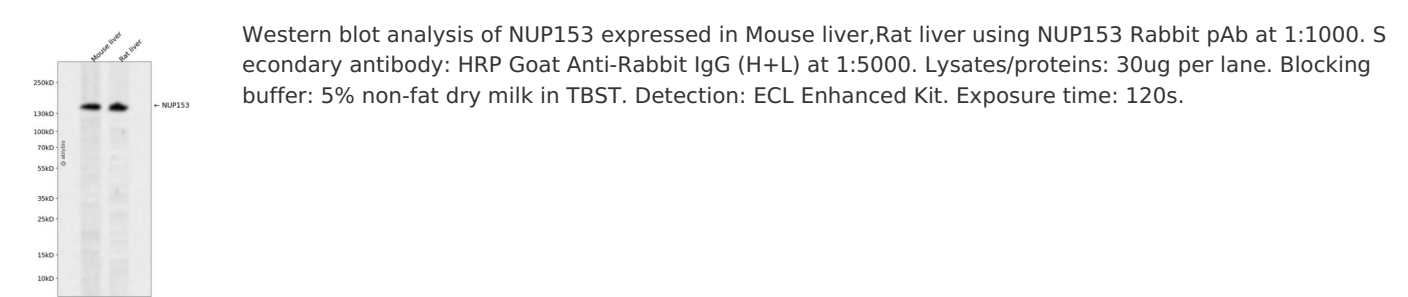 Mouse liver
Rat liver
Western blot analysis of NUP153 expressed in Mouse liver,Rat liver using NUP153 Rabbit pAb at 1:1000. S
econdary antibody: HRP Goat Anti-Rabbit IgG (H+L) at 1:5000. Lysates/proteins: 30ug per lane. Blocking
buffer: 5% non-fat dry milk in TBST. Detection: ECL Enhanced Kit. Exposure time: 120s.
250kD
← NUP153
130kD
100kD
70kD
55kD
35kD
25kD
15kD
10kD